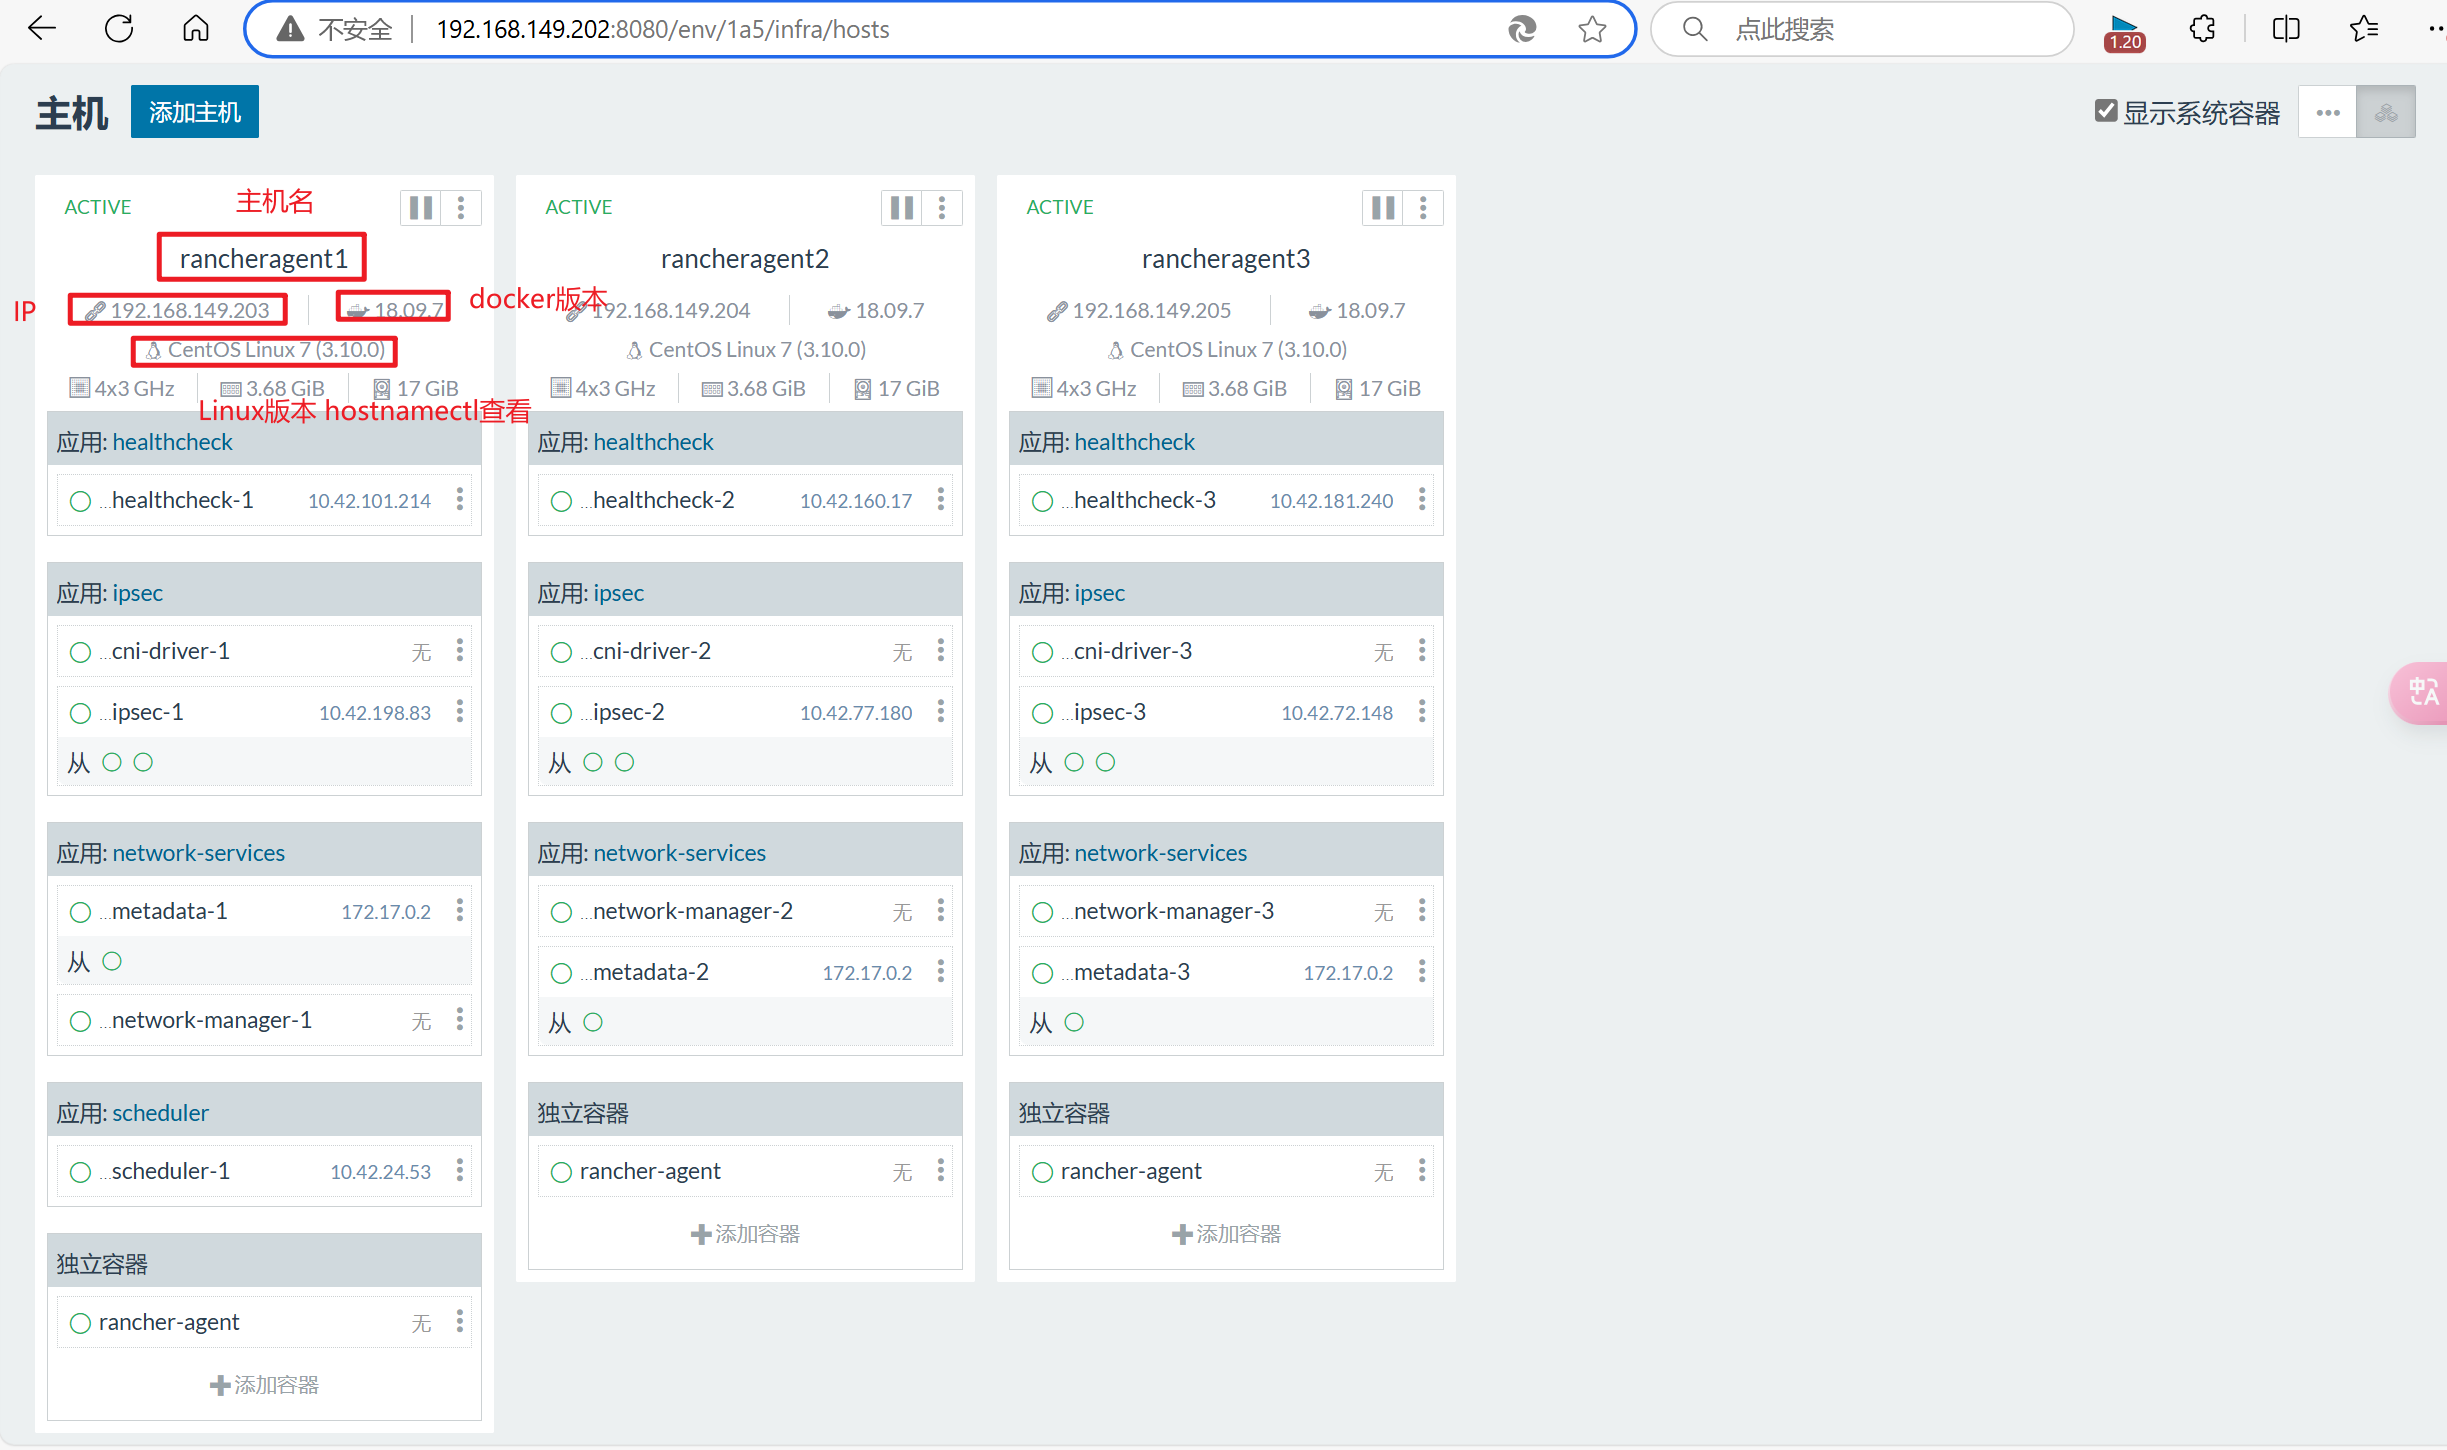 不安全 192.168.149.202:8080/env/1a5/infra/hosts 点此搜索 1.20
主机 添加主机 显示系统容器
ACTIVE 主机名
rancheragent1
IP 192.168.149.203 18.09.7 docker版本
CentOS Linux 7 (3.10.0)
4x3 GHz 3.68 GiB 17 GiB
Linux版本 hostnamectl查看
应用: healthcheck
...healthcheck-1 10.42.101.214
应用: ipsec
...cni-driver-1 无
...ipsec-1 10.42.198.83
从
应用: network-services
...metadata-1 172.17.0.2
从
...network-manager-1 无
应用: scheduler
...scheduler-1 10.42.24.53
独立容器
rancher-agent 无
添加容器
ACTIVE
rancheragent2
192.168.149.204 18.09.7
CentOS Linux 7 (3.10.0)
4x3 GHz 3.68 GiB 17 GiB
应用: healthcheck
...healthcheck-2 10.42.160.17
应用: ipsec
...cni-driver-2 无
...ipsec-2 10.42.77.180
从
应用: network-services
...network-manager-2 无
...metadata-2 172.17.0.2
从
独立容器
rancher-agent 无
添加容器
ACTIVE
rancheragent3
192.168.149.205 18.09.7
CentOS Linux 7 (3.10.0)
4x3 GHz 3.68 GiB 17 GiB
应用: healthcheck
...healthcheck-3 10.42.181.240
应用: ipsec
...cni-driver-3 无
...ipsec-3 10.42.72.148
从
应用: network-services
...network-manager-3 无
...metadata-3 172.17.0.2
从
独立容器
rancher-agent 无
添加容器